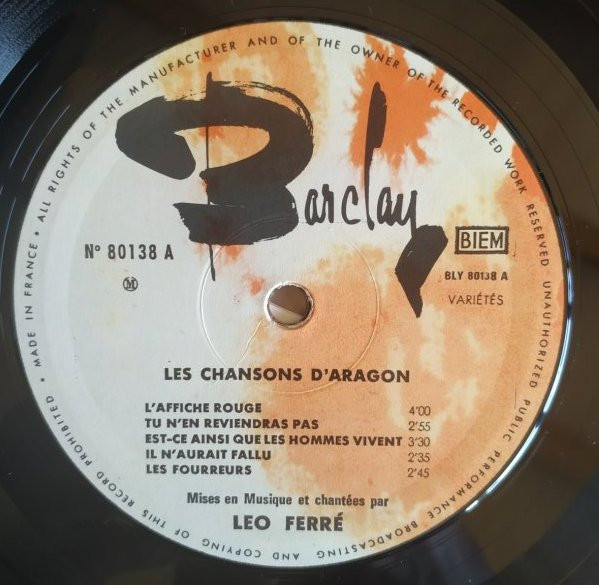 • MADE IN FRANCE • ALL RIGHTS OF THE MANUFACTURER AND OF THE OWNER OF THE RECORDED WORK RESERVED • UNAUTHORIZED PUBLIC PERFORMANCE BROADCASTING AND COPYING OF THIS RECORD PROHIBITED
Barclay
N° 80138 A
BIEM
M
BLY 80138 A
VARIÉTÉS
LES CHANSONS D'ARAGON
L'AFFICHE ROUGE 4'00
TU N'EN REVIENDRAS PAS 2'55
EST-CE AINSI QUE LES HOMMES VIVENT 3'30
IL N'AURAIT FALLU 2'35
LES FOURREURS 2'45
Mises en Musique et chantées par
LEO FERRÉ